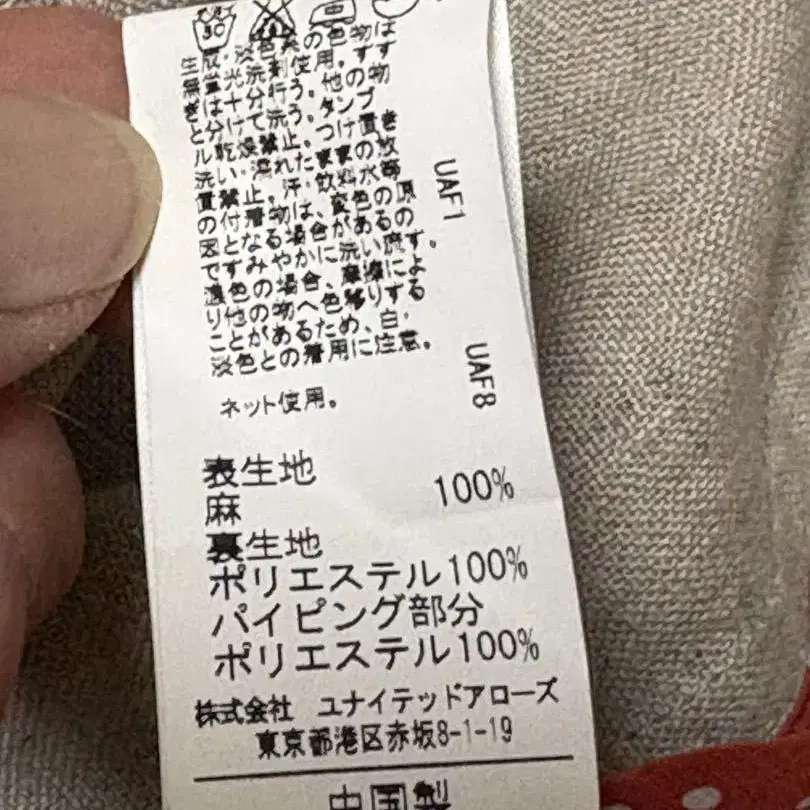 30
生成・淡色系の色物は
無蛍光洗剤使用。すす
ぎは十分行う。他の物
と分けて洗う。タンブ
ル乾燥禁止。つけ置き
洗い・濡れたままの放
置禁止。汗・飲料水等
の付着物は、変色の原
因となる場合があるの
ですみやかに洗い流す。
濃色の場合、摩擦によ
り他の物へ色移りする
ことがあるため、白・
淡色との着用に注意。
ネット使用。
UAF1
UAF8
表生地
麻 100%
裏生地
ポリエステル100%
パイピング部分
ポリエステル100%
株式会社 ユナイテッドアローズ
東京都港区赤坂8-1-19
中国製